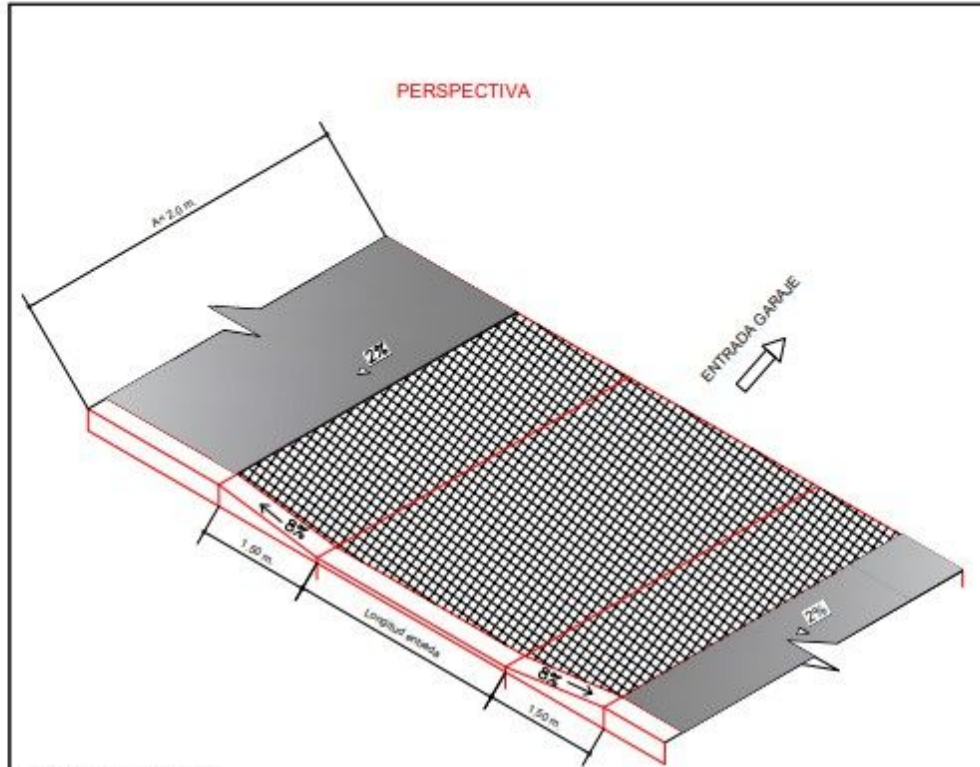 PERSPECTIVA
A< 2.0 m.
ENTRADA GARAJE
2%
8%
1.50 m.
Longitud entrada
2%
8%
1.50 m.